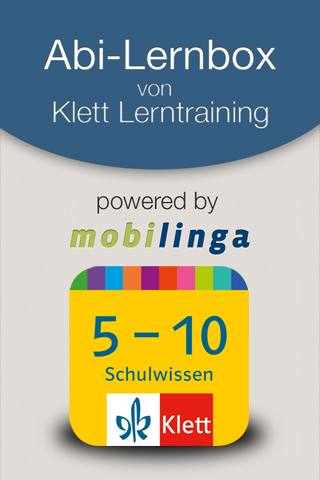 Abi-Lernbox
von
Klett Lerntraining
powered by
mobilinga
5 – 10
Schulwissen
Klett